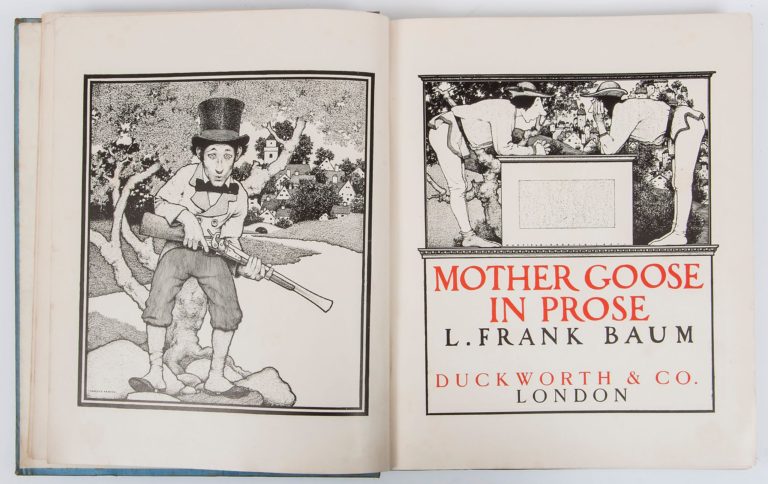 MOTHER GOOSE
IN PROSE
L. FRANK BAUM
DUCKWORTH & CO.
LONDON